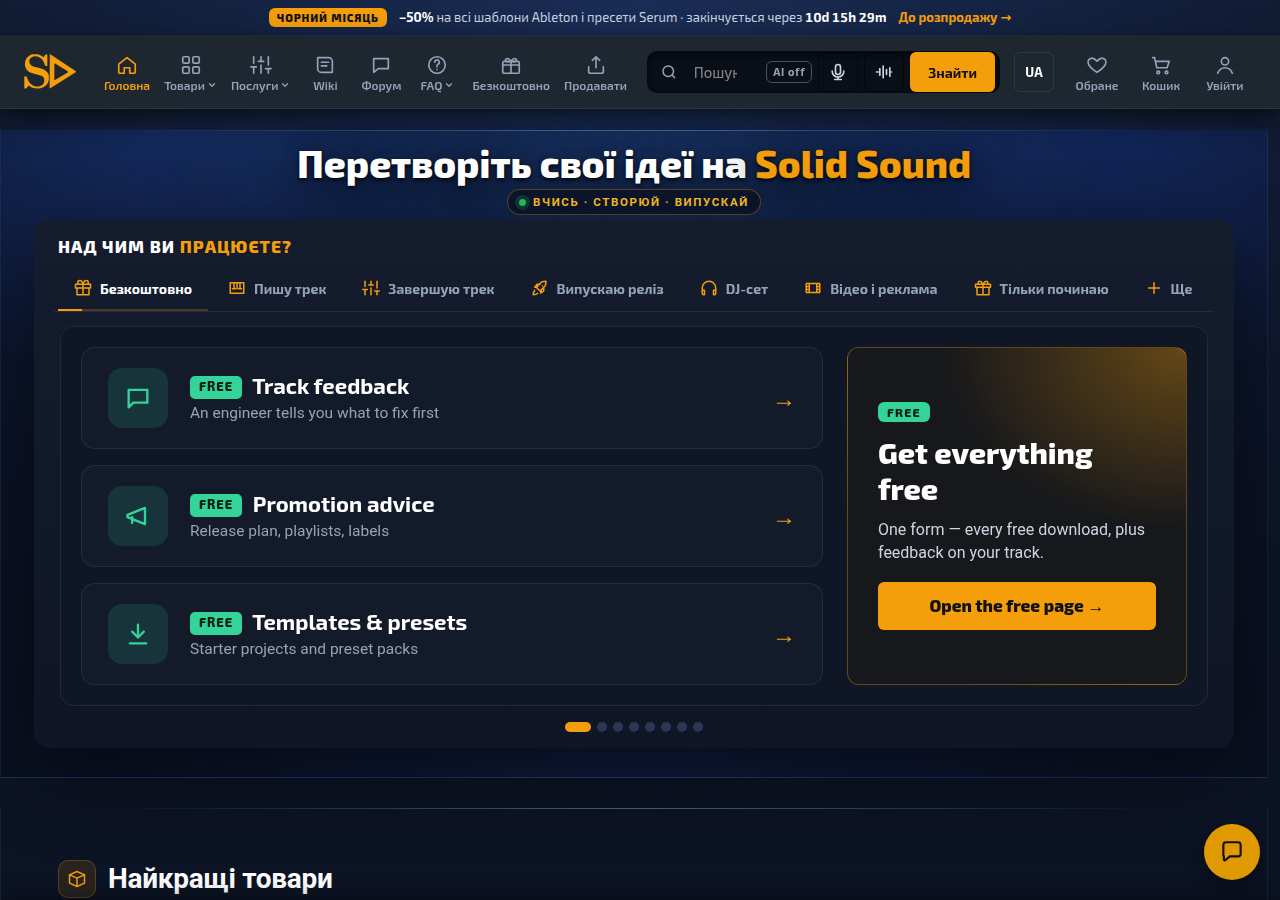 ЧОРНИЙ МІСЯЦЬ −50% на всі шаблони Ableton і пресети Serum · закінчується через 10d 15h 29m До розпродажу →
Головна Товари Послуги Wiki Форум FAQ Безкоштовно Продавати AI off Знайти UA Обране Кошик Увійти
Перетворіть свої ідеї на Solid Sound
ВЧИСЬ · СТВОРЮЙ · ВИПУСКАЙ
НАД ЧИМ ВИ ПРАЦЮЄТЕ?
Безкоштовно Пишу трек Завершую трек Випускаю реліз DJ-сет Відео і реклама Тільки починаю Ще
FREE Track feedback
An engineer tells you what to fix first
→
FREE Promotion advice
Release plan, playlists, labels
→
FREE Templates & presets
Starter projects and preset packs
→
FREE
Get everything
free
One form — every free download, plus
feedback on your track.
Open the free page →
Найкращі товари